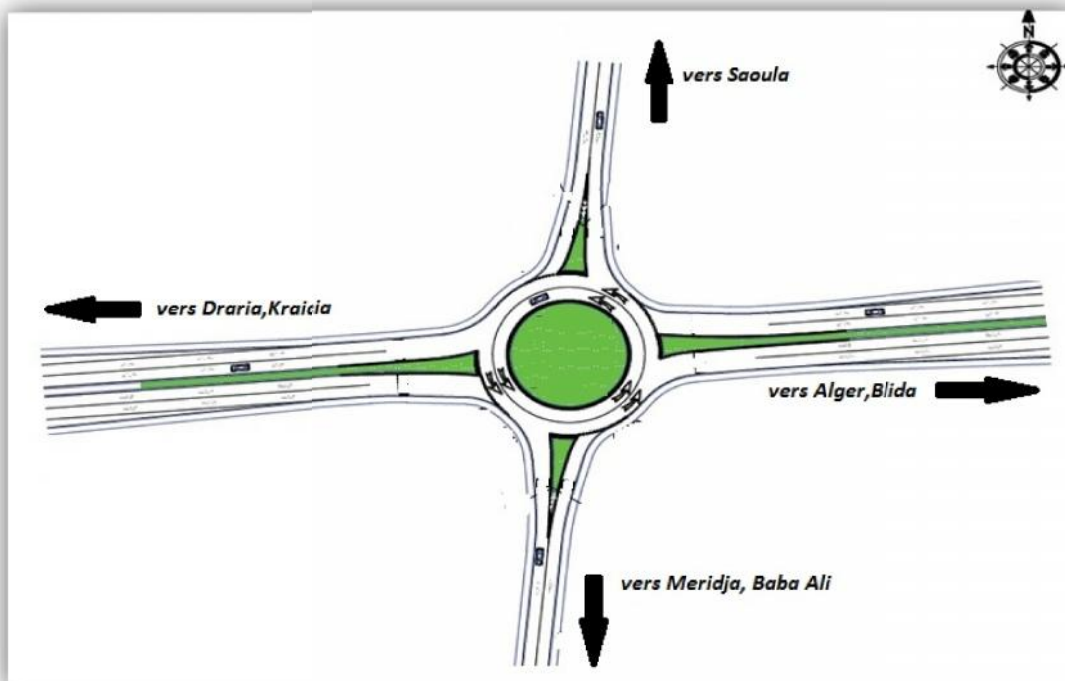 N
vers Saoula
vers Draria,Kraicia
vers Alger,Blida
vers Meridja, Baba Ali